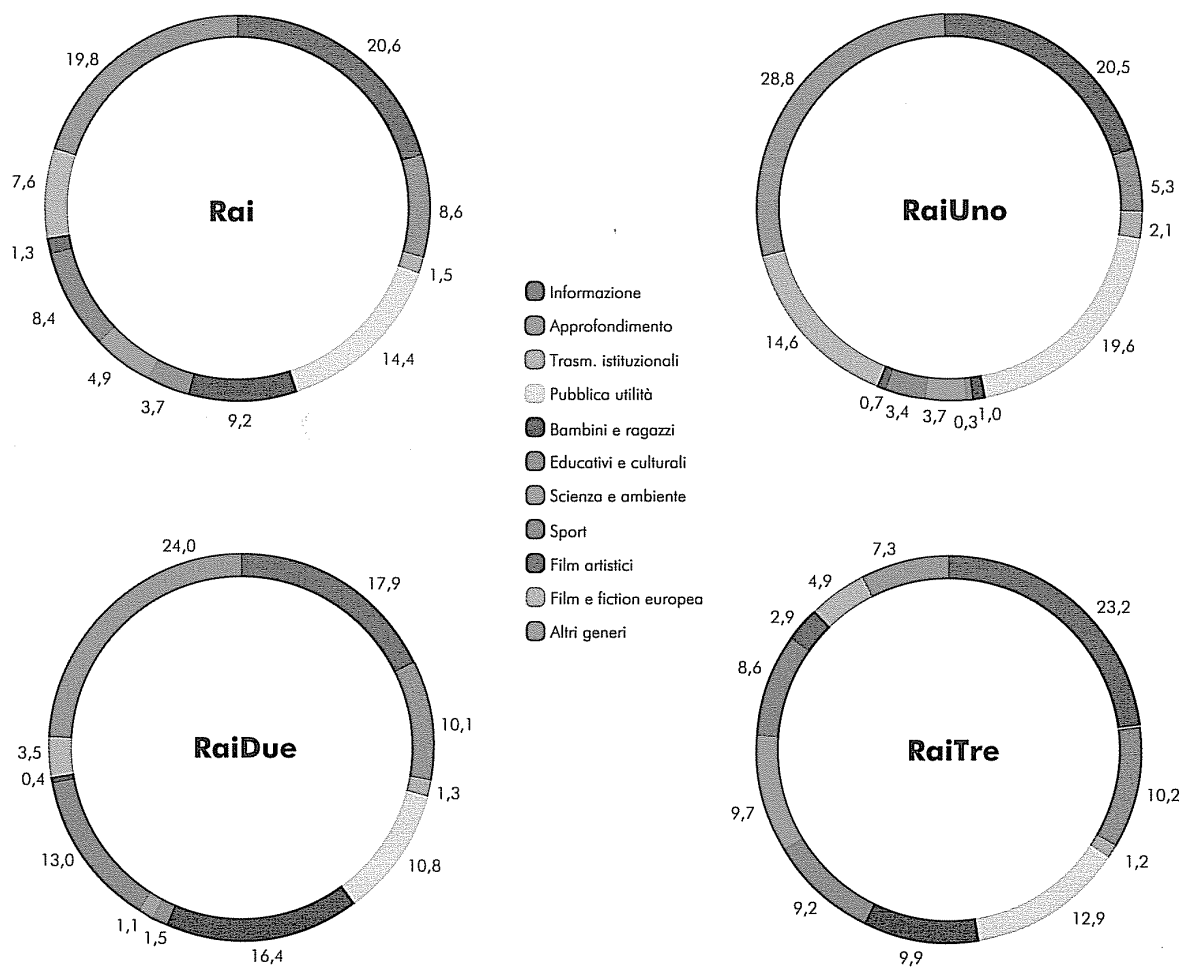 Rai
20,6
8,6
1,5
14,4
9,2
3,7
4,9
8,4
1,3
7,6
19,8
RaiUno
20,5
5,3
2,1
19,6
1,0
0,3
3,7
3,4
0,7
14,6
28,8
Informazione
Approfondimento
Trasm. istituzionali
Pubblica utilità
Bambini e ragazzi
Educativi e culturali
Scienza e ambiente
Sport
Film artistici
Film e fiction europea
Altri generi
RaiDue
17,9
10,1
1,3
10,8
16,4
1,5
1,1
13,0
0,4
3,5
24,0
RaiTre
23,2
10,2
1,2
12,9
9,9
9,2
9,7
8,6
2,9
4,9
7,3